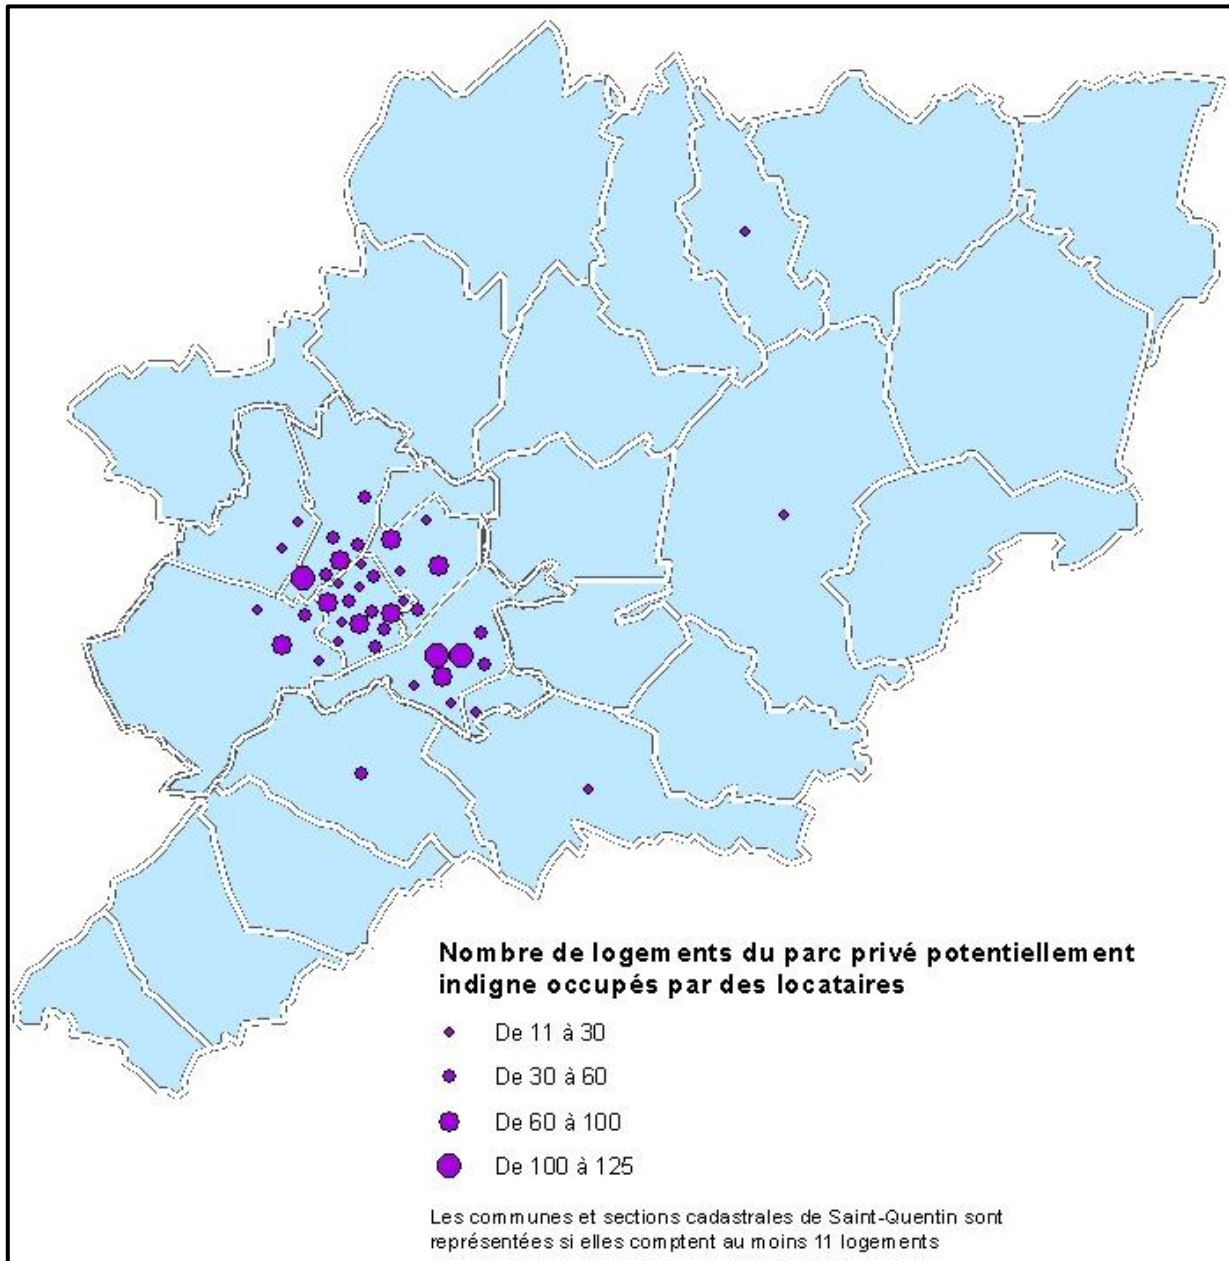 Nombre de logements du parc privé potentiellement
indigne occupés par des locataires
De 11 à 30
De 30 à 60
De 60 à 100
De 100 à 125
Les communes et sections cadastrales de Saint-Quentin sont
représentées si elles comptent au moins 11 logements